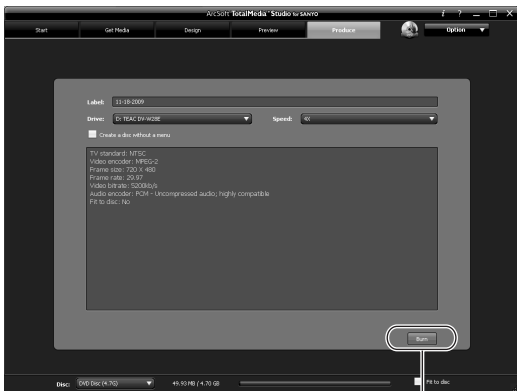 ArcSoft TotalMedia™ Studio for SANYO i ?
Start Get Media Design Preview Produce Option
Label: 11-18-2009
Drive: D: TEAC DV-W28E Speed: 4X
Create a disc without a menu
TV standard: NTSC
Video encoder: MPEG-2
Frame size: 720 X 480
Frame rate: 29.97
Video bitrate: 5200kb/s
Audio encoder: PCM - Uncompressed audio; highly compatible
Fit to disc: No
Burn
Disc: DVD Disc (4.7G) 49.93 MB / 4.70 GB Fit to disc